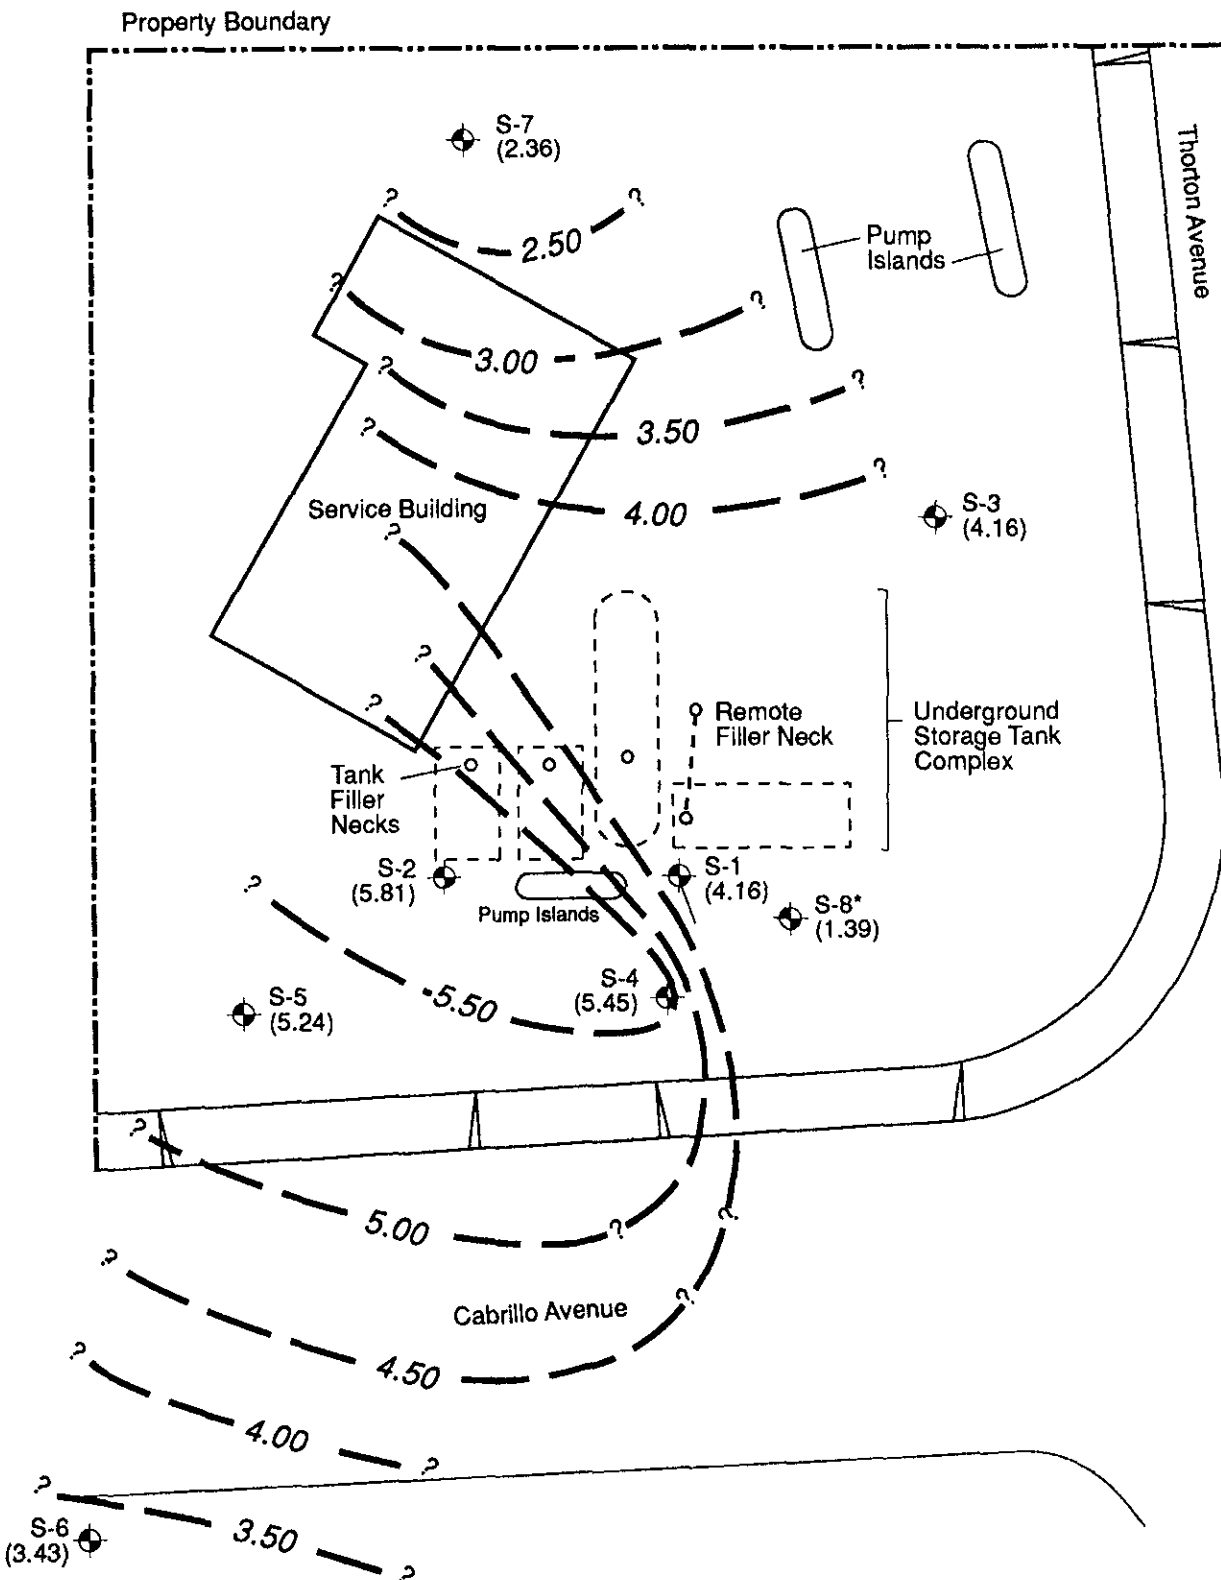 Property Boundary
S-7
(2.36)
Thorton Avenue
?
?
2.50
Pump
Islands
?
?
3.00
?
?
3.50
?
?
4.00
S-3
(4.16)
Service Building
?
?
?
Remote
Filler Neck
Underground
Storage Tank
Complex
Tank
Filler
Necks
S-2
(5.81)
S-1
(4.16)
Pump Islands
S-8*
(1.39)
?
5.50
S-4
(5.45)
S-5
(5.24)
?
5.00
?
?
?
Cabrillo Avenue
?
4.50
?
4.00
?
?
3.50
?
S-6
(3.43)